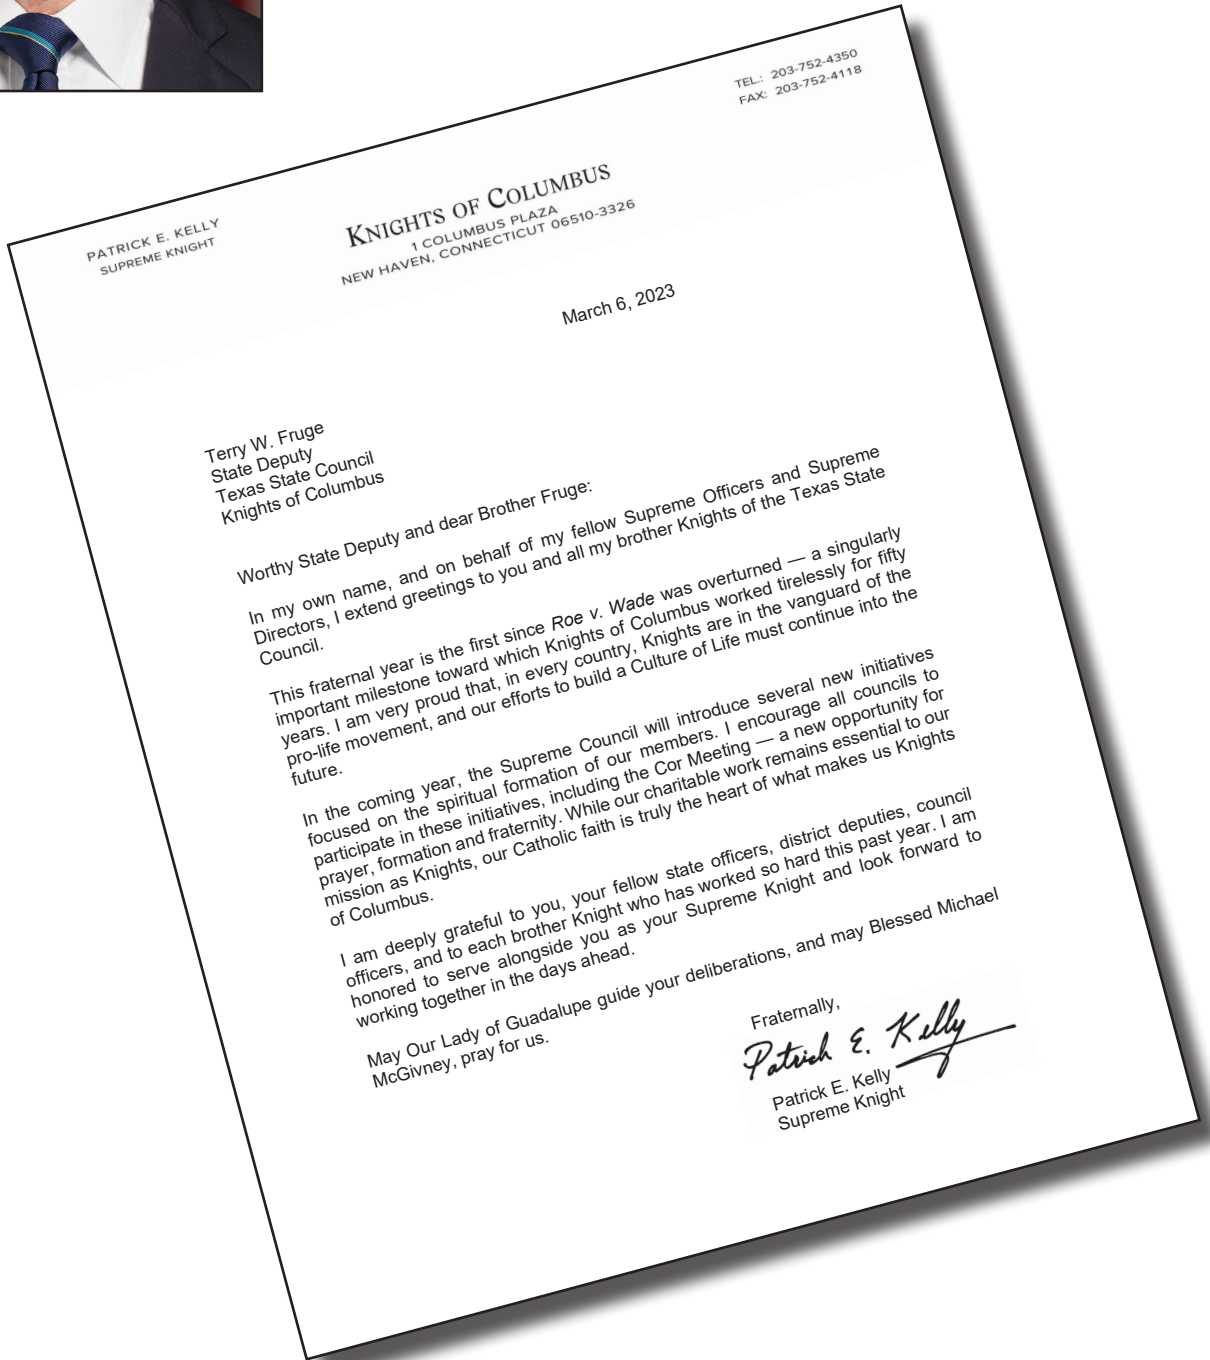 TEL.: 203-752-4350
FAX: 203-752-4118
PATRICK E. KELLY
SUPREME KNIGHT
KNIGHTS OF COLUMBUS
1 COLUMBUS PLAZA
NEW HAVEN, CONNECTICUT 06510-3326
March 6, 2023
Terry W. Fruge
State Deputy
Texas State Council
Knights of Columbus
Worthy State Deputy and dear Brother Fruge:
In my own name, and on behalf of my fellow Supreme Officers and Supreme
Directors, I extend greetings to you and all my brother Knights of the Texas State
Council.
This fraternal year is the first since Roe v. Wade was overturned — a singularly
important milestone toward which Knights of Columbus worked tirelessly for fifty
years. I am very proud that, in every country, Knights are in the vanguard of the
pro-life movement, and our efforts to build a Culture of Life must continue into the
future.
In the coming year, the Supreme Council will introduce several new initiatives
focused on the spiritual formation of our members. I encourage all councils to
participate in these initiatives, including the Cor Meeting — a new opportunity for
prayer, formation and fraternity. While our charitable work remains essential to our
mission as Knights, our Catholic faith is truly the heart of what makes us Knights
of Columbus.
I am deeply grateful to you, your fellow state officers, district deputies, council
officers, and to each brother Knight who has worked so hard this past year. I am
honored to serve alongside you as your Supreme Knight and look forward to
working together in the days ahead.
May Our Lady of Guadalupe guide your deliberations, and may Blessed Michael
McGivney, pray for us.
Fraternally,
Patrick E. Kelly
Patrick E. Kelly
Supreme Knight